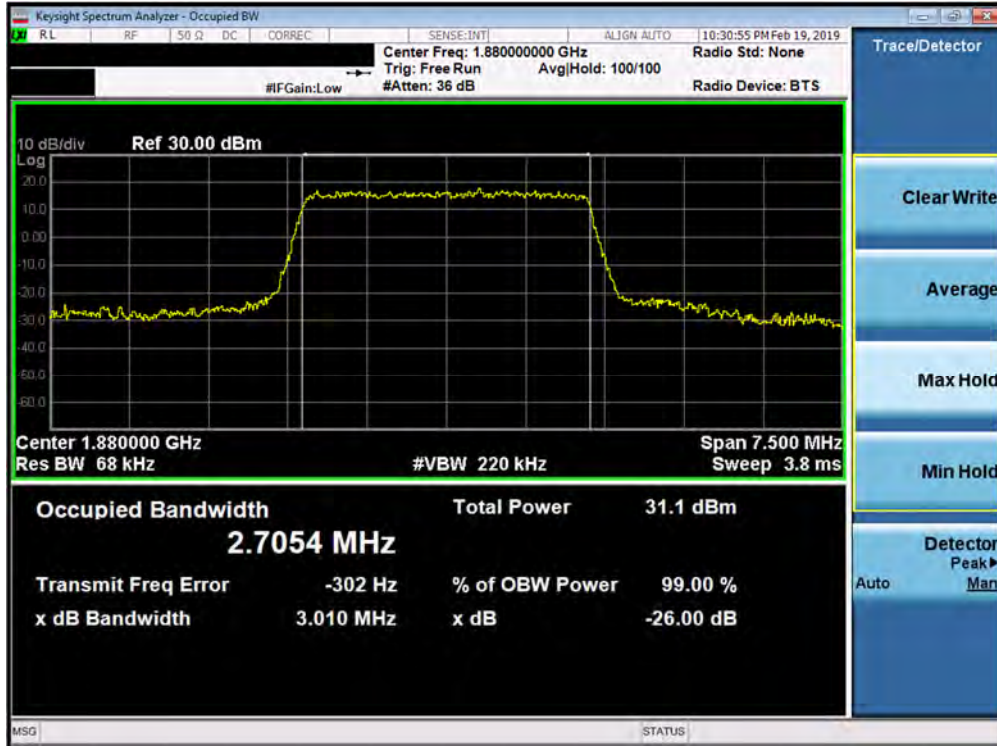 Keysight Spectrum Analyzer - Occupied BW
LXI RL RF 50 Ω DC CORREC SENSE:INT ALIGN AUTO 10:30:55 PM Feb 19, 2019
Center Freq: 1.880000000 GHz Radio Std: None
Trig: Free Run Avg|Hold: 100/100
#IFGain:Low #Atten: 36 dB Radio Device: BTS
Trace/Detector
10 dB/div Ref 30.00 dBm
Log
20.0
10.0
0.00
-10.0
-20.0
-30.0
-40.0
-50.0
-60.0
Center 1.880000 GHz Span 7.500 MHz
Res BW 68 kHz #VBW 220 kHz Sweep 3.8 ms
Occupied Bandwidth Total Power 31.1 dBm
2.7054 MHz
Transmit Freq Error -302 Hz % of OBW Power 99.00 %
x dB Bandwidth 3.010 MHz x dB -26.00 dB
Clear Write
Average
Max Hold
Min Hold
Detector
Peak▶
Auto Man
MSG STATUS